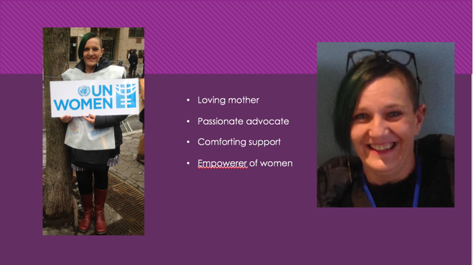 UN
WOMEN
• Loving mother
• Passionate advocate
• Comforting support
• Empowerer of women